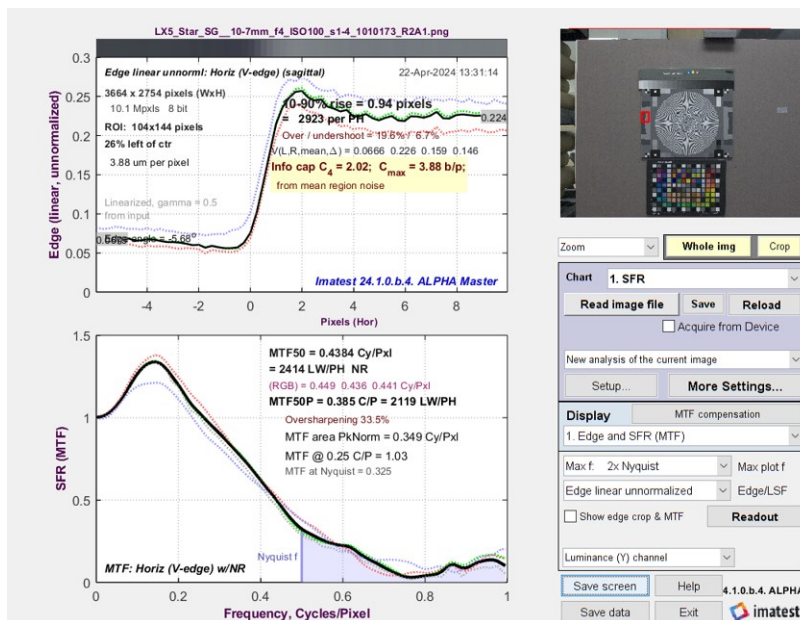 LX5_Star_SG__10-7mm_f4_ISO100_s1-4_1010173_R2A1.png
Edge linear unnorml: Horiz (V-edge) (sagittal)
22-Apr-2024 13:31:14
3664 x 2754 pixels (WxH)
10.1 Mpxls 8 bit
ROI: 104x144 pixels
26% left of ctr
3.88 um per pixel
Linearized, gamma = 0.5
from input
10-90% rise = 0.94 pixels
= 2923 per PH
Over / undershoot = 19.6% / 6.7%
V(L,R,mean,Δ) = 0.0666 0.226 0.159 0.146
Info cap C4 = 2.02; Cmax = 3.88 b/p;
from mean region noise
0.224
Edge angle = -5.68°
Imatest 24.1.0.b.4. ALPHA Master
Edge (linear, unnormalized)
0.3
0.25
0.2
0.15
0.1
0.05
0
-4 -2 0 2 4 6 8
Pixels (Hor)
MTF50 = 0.4384 Cy/Pxl
= 2414 LW/PH NR
(RGB) = 0.449 0.436 0.441 Cy/Pxl
MTF50P = 0.385 C/P = 2119 LW/PH
Oversharpening 33.5%
MTF area PkNorm = 0.349 Cy/Pxl
MTF @ 0.25 C/P = 1.03
MTF at Nyquist = 0.325
Nyquist f
MTF: Horiz (V-edge) w/NR
SFR (MTF)
1.5
1
0.5
0
0 0.2 0.4 0.6 0.8 1
Frequency, Cycles/Pixel
Zoom
Whole img
Crop
Chart
1. SFR
Read image file
Save
Reload
Acquire from Device
New analysis of the current image
Setup...
More Settings...
Display
MTF compensation
1. Edge and SFR (MTF)
Max f: 2x Nyquist
Max plot f
Edge linear unnormalized
Edge/LSF
Show edge crop & MTF
Readout
Luminance (Y) channel
Save screen
Help
4.1.0.b.4. ALPHA
Save data
Exit
imatest